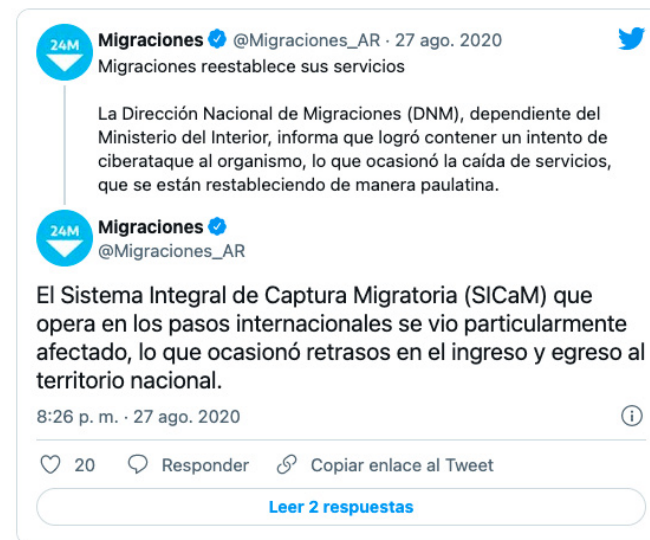 24M
Migraciones @Migraciones_AR · 27 ago. 2020
Migraciones reestablece sus servicios
La Dirección Nacional de Migraciones (DNM), dependiente del
Ministerio del Interior, informa que logró contener un intento de
ciberataque al organismo, lo que ocasionó la caída de servicios,
que se están restableciendo de manera paulatina.
24M
Migraciones
@Migraciones_AR
El Sistema Integral de Captura Migratoria (SICaM) que
opera en los pasos internacionales se vio particularmente
afectado, lo que ocasionó retrasos en el ingreso y egreso al
territorio nacional.
8:26 p. m. · 27 ago. 2020
20 Responder Copiar enlace al Tweet
Leer 2 respuestas